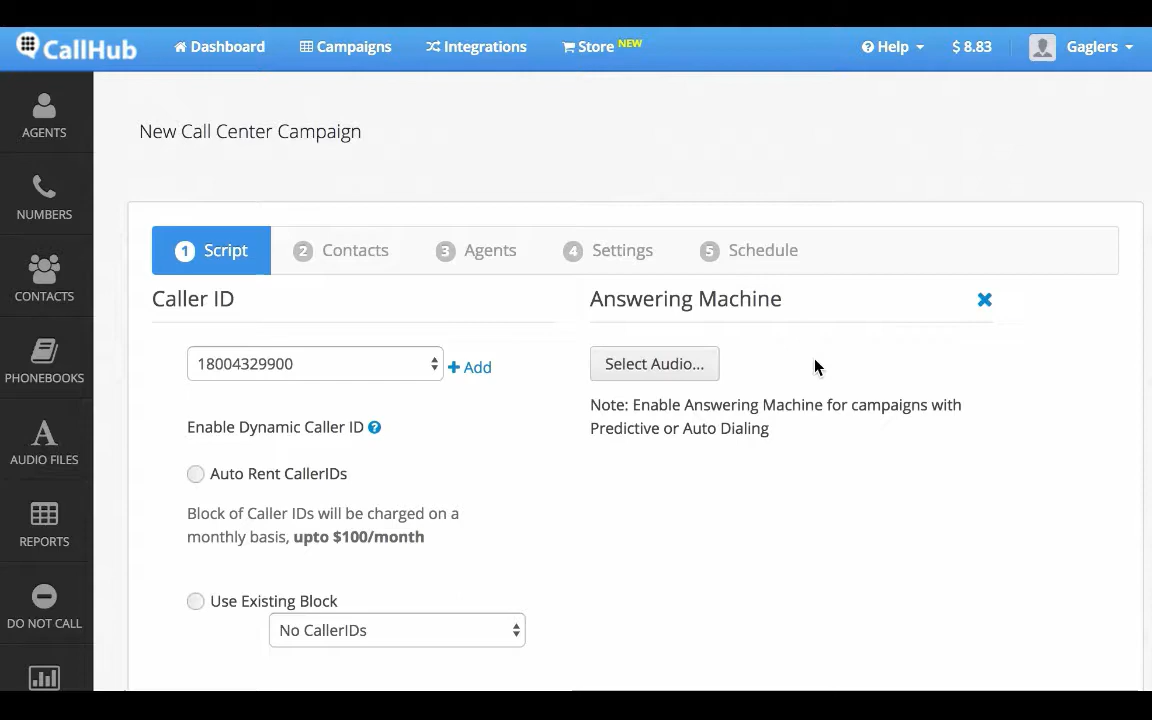 CallHub
Dashboard
Campaigns
Integrations
Store NEW
Help
$ 8.83
Gaglers
AGENTS
NUMBERS
CONTACTS
PHONEBOOKS
A
AUDIO FILES
REPORTS
DO NOT CALL
New Call Center Campaign
1 Script
2 Contacts
3 Agents
4 Settings
5 Schedule
Caller ID
18004329900
+ Add
Enable Dynamic Caller ID ?
Auto Rent CallerIDs
Block of Caller IDs will be charged on a
monthly basis, upto $100/month
Use Existing Block
No CallerIDs
Answering Machine
Select Audio...
Note: Enable Answering Machine for campaigns with
Predictive or Auto Dialing